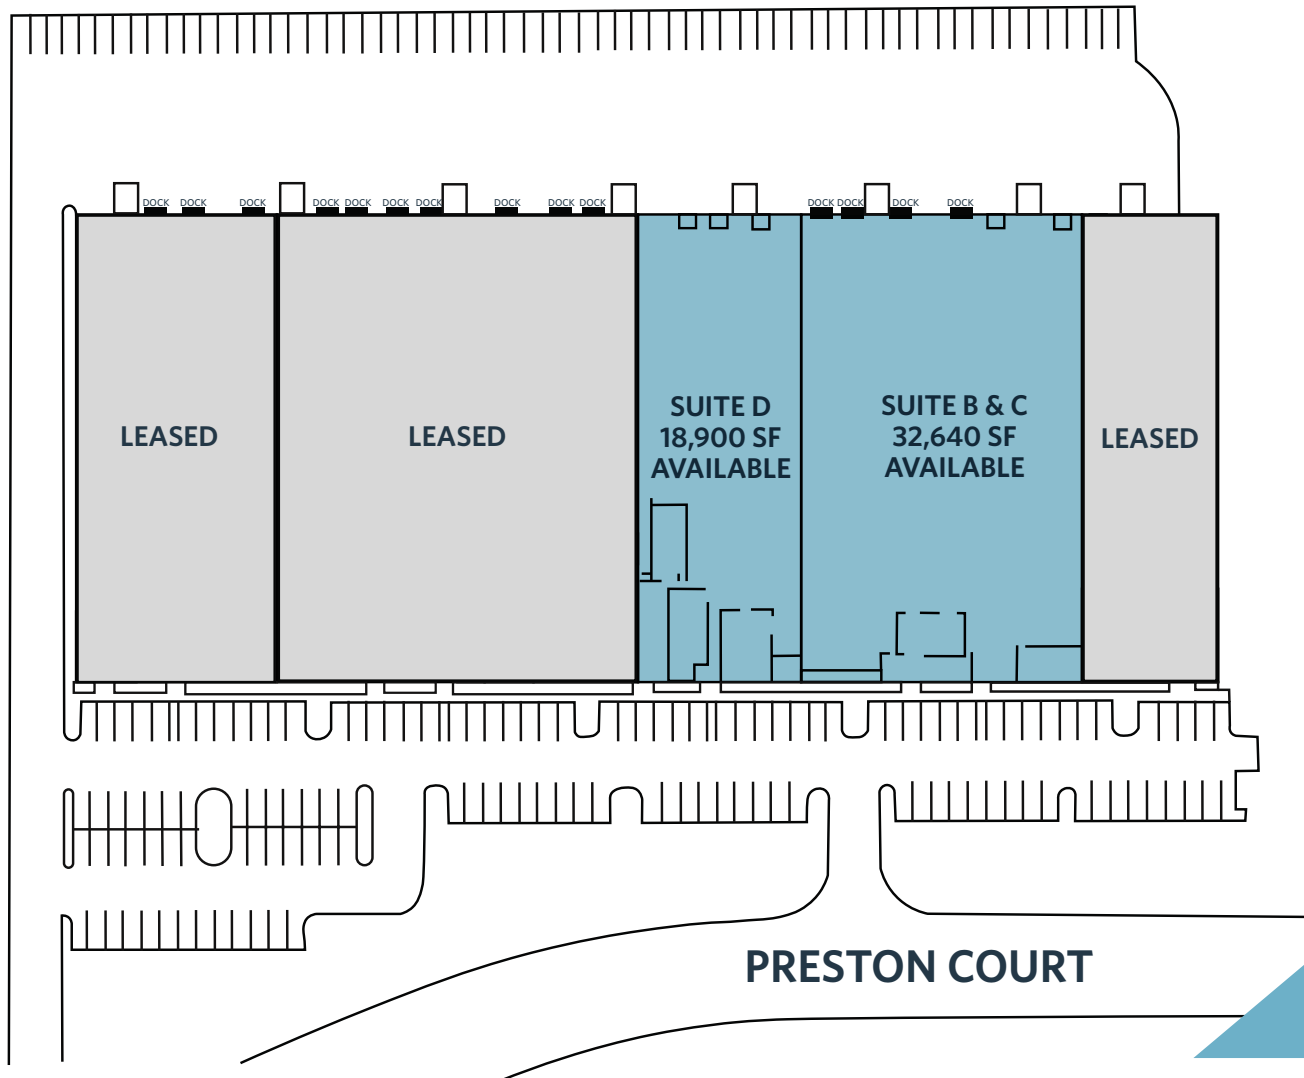 DOCK DOCK DOCK DOCK DOCK DOCK DOCK DOCK DOCK DOCK DOCK DOCK DOCK DOCK
LEASED
LEASED
SUITE D
18,900 SF
AVAILABLE
SUITE B & C
32,640 SF
AVAILABLE
LEASED
PRESTON COURT